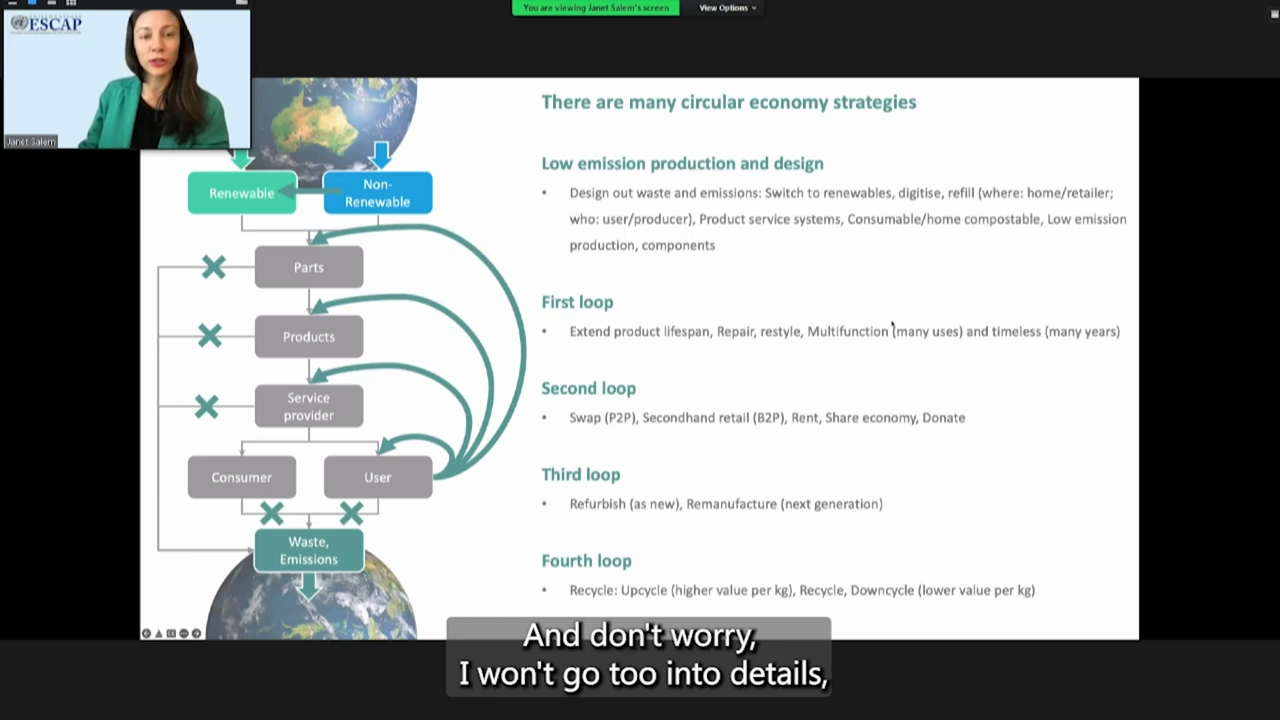 You are viewing Janet Salem's screen
View Options
ESCAP
Janet Salem
There are many circular economy strategies
Renewable
Non-
Renewable
Parts
Products
Service
provider
Consumer
User
Waste,
Emissions
Low emission production and design
• Design out waste and emissions: Switch to renewables, digitise, refill (where: home/retailer;
who: user/producer), Product service systems, Consumable/home compostable, Low emission
production, components
First loop
• Extend product lifespan, Repair, restyle, Multifunction (many uses) and timeless (many years)
Second loop
• Swap (P2P), Secondhand retail (B2P), Rent, Share economy, Donate
Third loop
• Refurbish (as new), Remanufacture (next generation)
Fourth loop
• Recycle: Upcycle (higher value per kg), Recycle, Downcycle (lower value per kg)
And don't worry,
I won't go too into details,